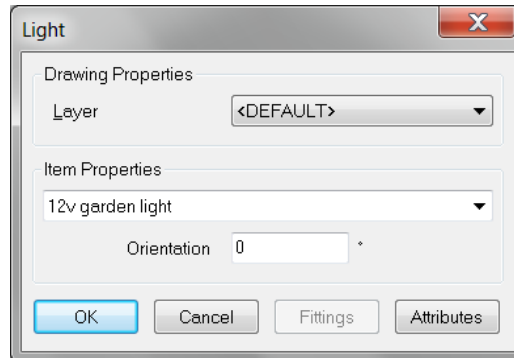 Light
Drawing Properties
Layer <DEFAULT>
Item Properties
12v garden light
Orientation 0 °
OK Cancel Fittings Attributes